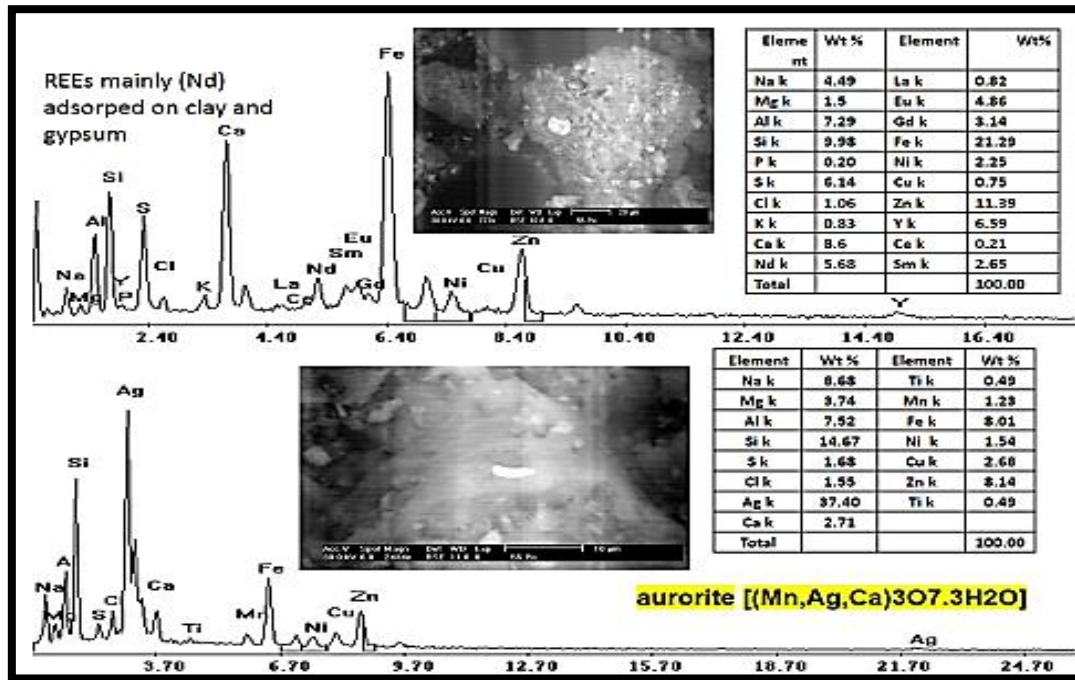 REEs mainly (Nd)
adsorped on clay and
gypsum
Fe
Ca
Si
S
Al
Na
Mg
Y
P
Cl
K
La
Ce
Nd
Sm
Eu
Gd
Ni
Cu
Zn
Y
2.40 4.40 6.40 8.40 10.40 12.40 14.40 16.40
Eleme nt Wt % Element Wt%
Na k 4.49 La k 0.82
Mg k 1.5 Eu k 4.86
Al k 7.29 Gd k 3.14
Si k 9.98 Fe k 21.29
P k 0.20 Ni k 2.25
S k 6.14 Cu k 0.75
Cl k 1.06 Zn k 11.39
K k 0.83 Y k 6.59
Ca k 8.6 Ce k 0.21
Nd k 5.68 Sm k 2.65
Total 100.00
Ag
Si
Na
A
S
C
Ca
Ti
Fe
Ni
Cu
Zn
Ag
3.70 6.70 9.20 12.70 15.70 18.70 21.70 24.70
Element Wt % Element Wt %
Na k 8.68 Ti k 0.49
Mg k 3.74 Mn k 1.23
Al k 7.52 Fe k 8.01
Si k 14.67 Ni k 1.54
S k 1.68 Cu k 2.68
Cl k 1.55 Zn k 8.14
Ag k 37.40 Ti k 0.49
Ca k 2.71
Total 100.00
aurorite [(Mn,Ag,Ca)3O7.3H2O]